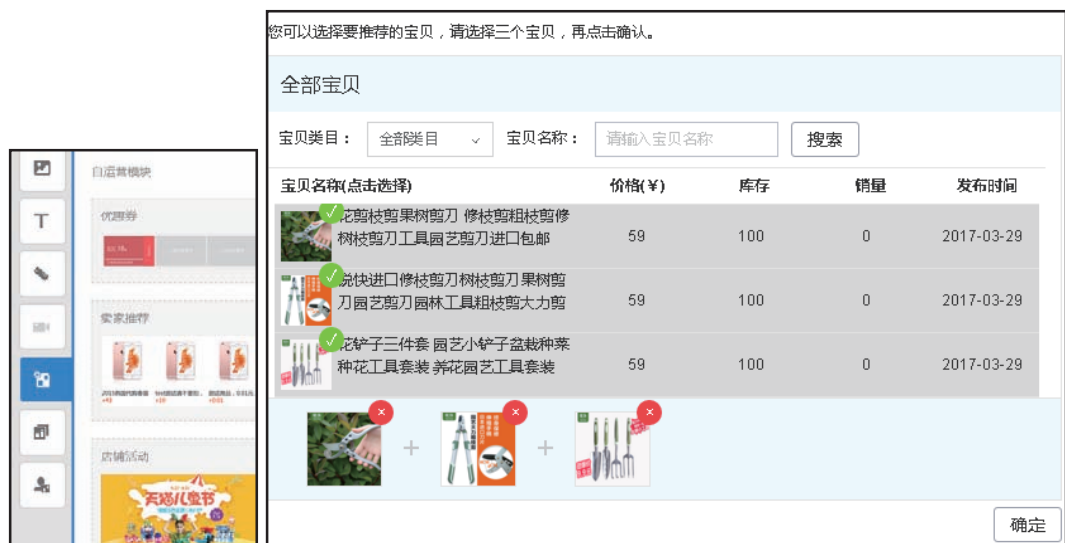 自运营模块
优惠券
卖家推荐
店铺活动
天猫儿童节
T
您可以选择要推荐的宝贝，请选择三个宝贝，再点击确认。
全部宝贝
宝贝类目： 全部类目 宝贝名称： 请输入宝贝名称 搜索
宝贝名称(点击选择) 价格(¥) 库存 销量 发布时间
花剪枝剪果树剪刀 修枝剪粗枝剪修
树枝剪刀工具园艺剪刀进口包邮
59 100 0 2017-03-29
锐快进口修枝剪刀树枝剪刀果树剪
刀园艺剪刀园林工具粗枝剪大力剪
59 100 0 2017-03-29
花铲子三件套 园艺小铲子盆栽种菜
种花工具套装 养花园艺工具套装
59 100 0 2017-03-29
+ +
确定